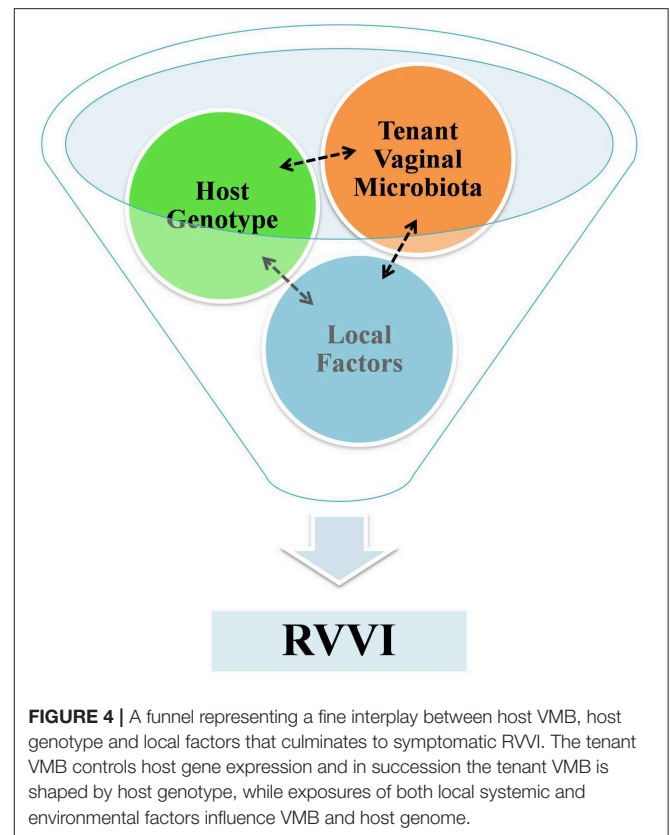 Tenant
Vaginal
Microbiota
Host
Genotype
Local
Factors
RVVI
FIGURE 4 | A funnel representing a fine interplay between host VMB, host
genotype and local factors that culminates to symptomatic RVVI. The tenant
VMB controls host gene expression and in succession the tenant VMB is
shaped by host genotype, while exposures of both local systemic and
environmental factors influence VMB and host genome.